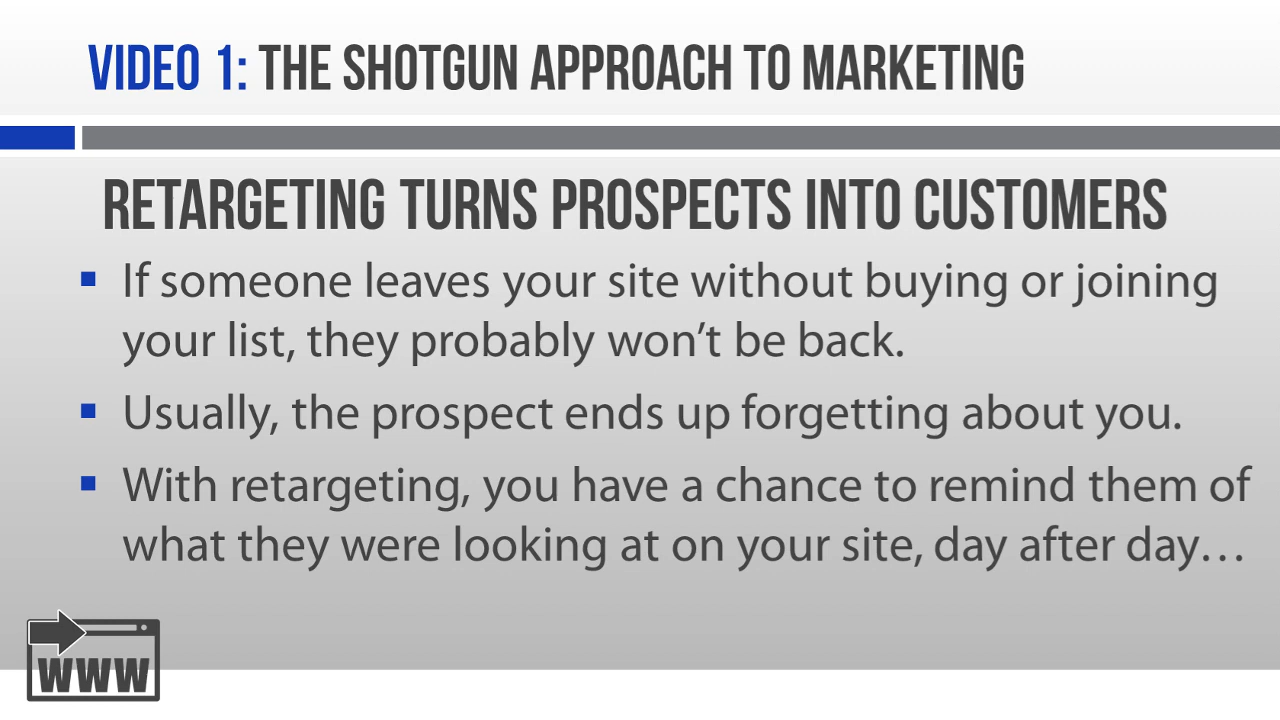 VIDEO 1: THE SHOTGUN APPROACH TO MARKETING
RETARGETING TURNS PROSPECTS INTO CUSTOMERS
▪ If someone leaves your site without buying or joining
your list, they probably won’t be back.
▪ Usually, the prospect ends up forgetting about you.
▪ With retargeting, you have a chance to remind them of
what they were looking at on your site, day after day…
WWW